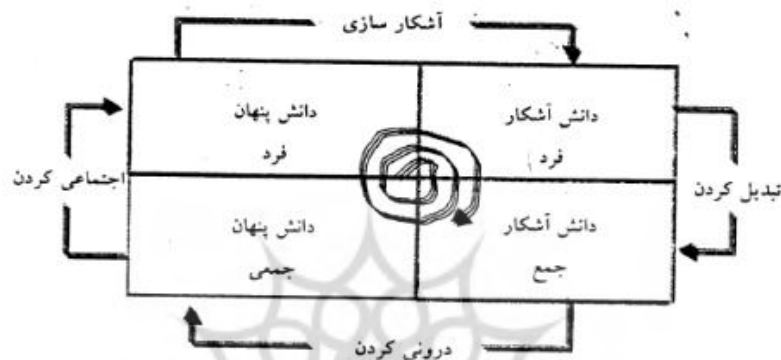 آشکار سازی
دانش آشکار
فرد
دانش پنهان
فرد
تبدیل کردن
اجتماعی کردن
دانش آشکار
جمع
دانش پنهان
جمعی
درونی کردن